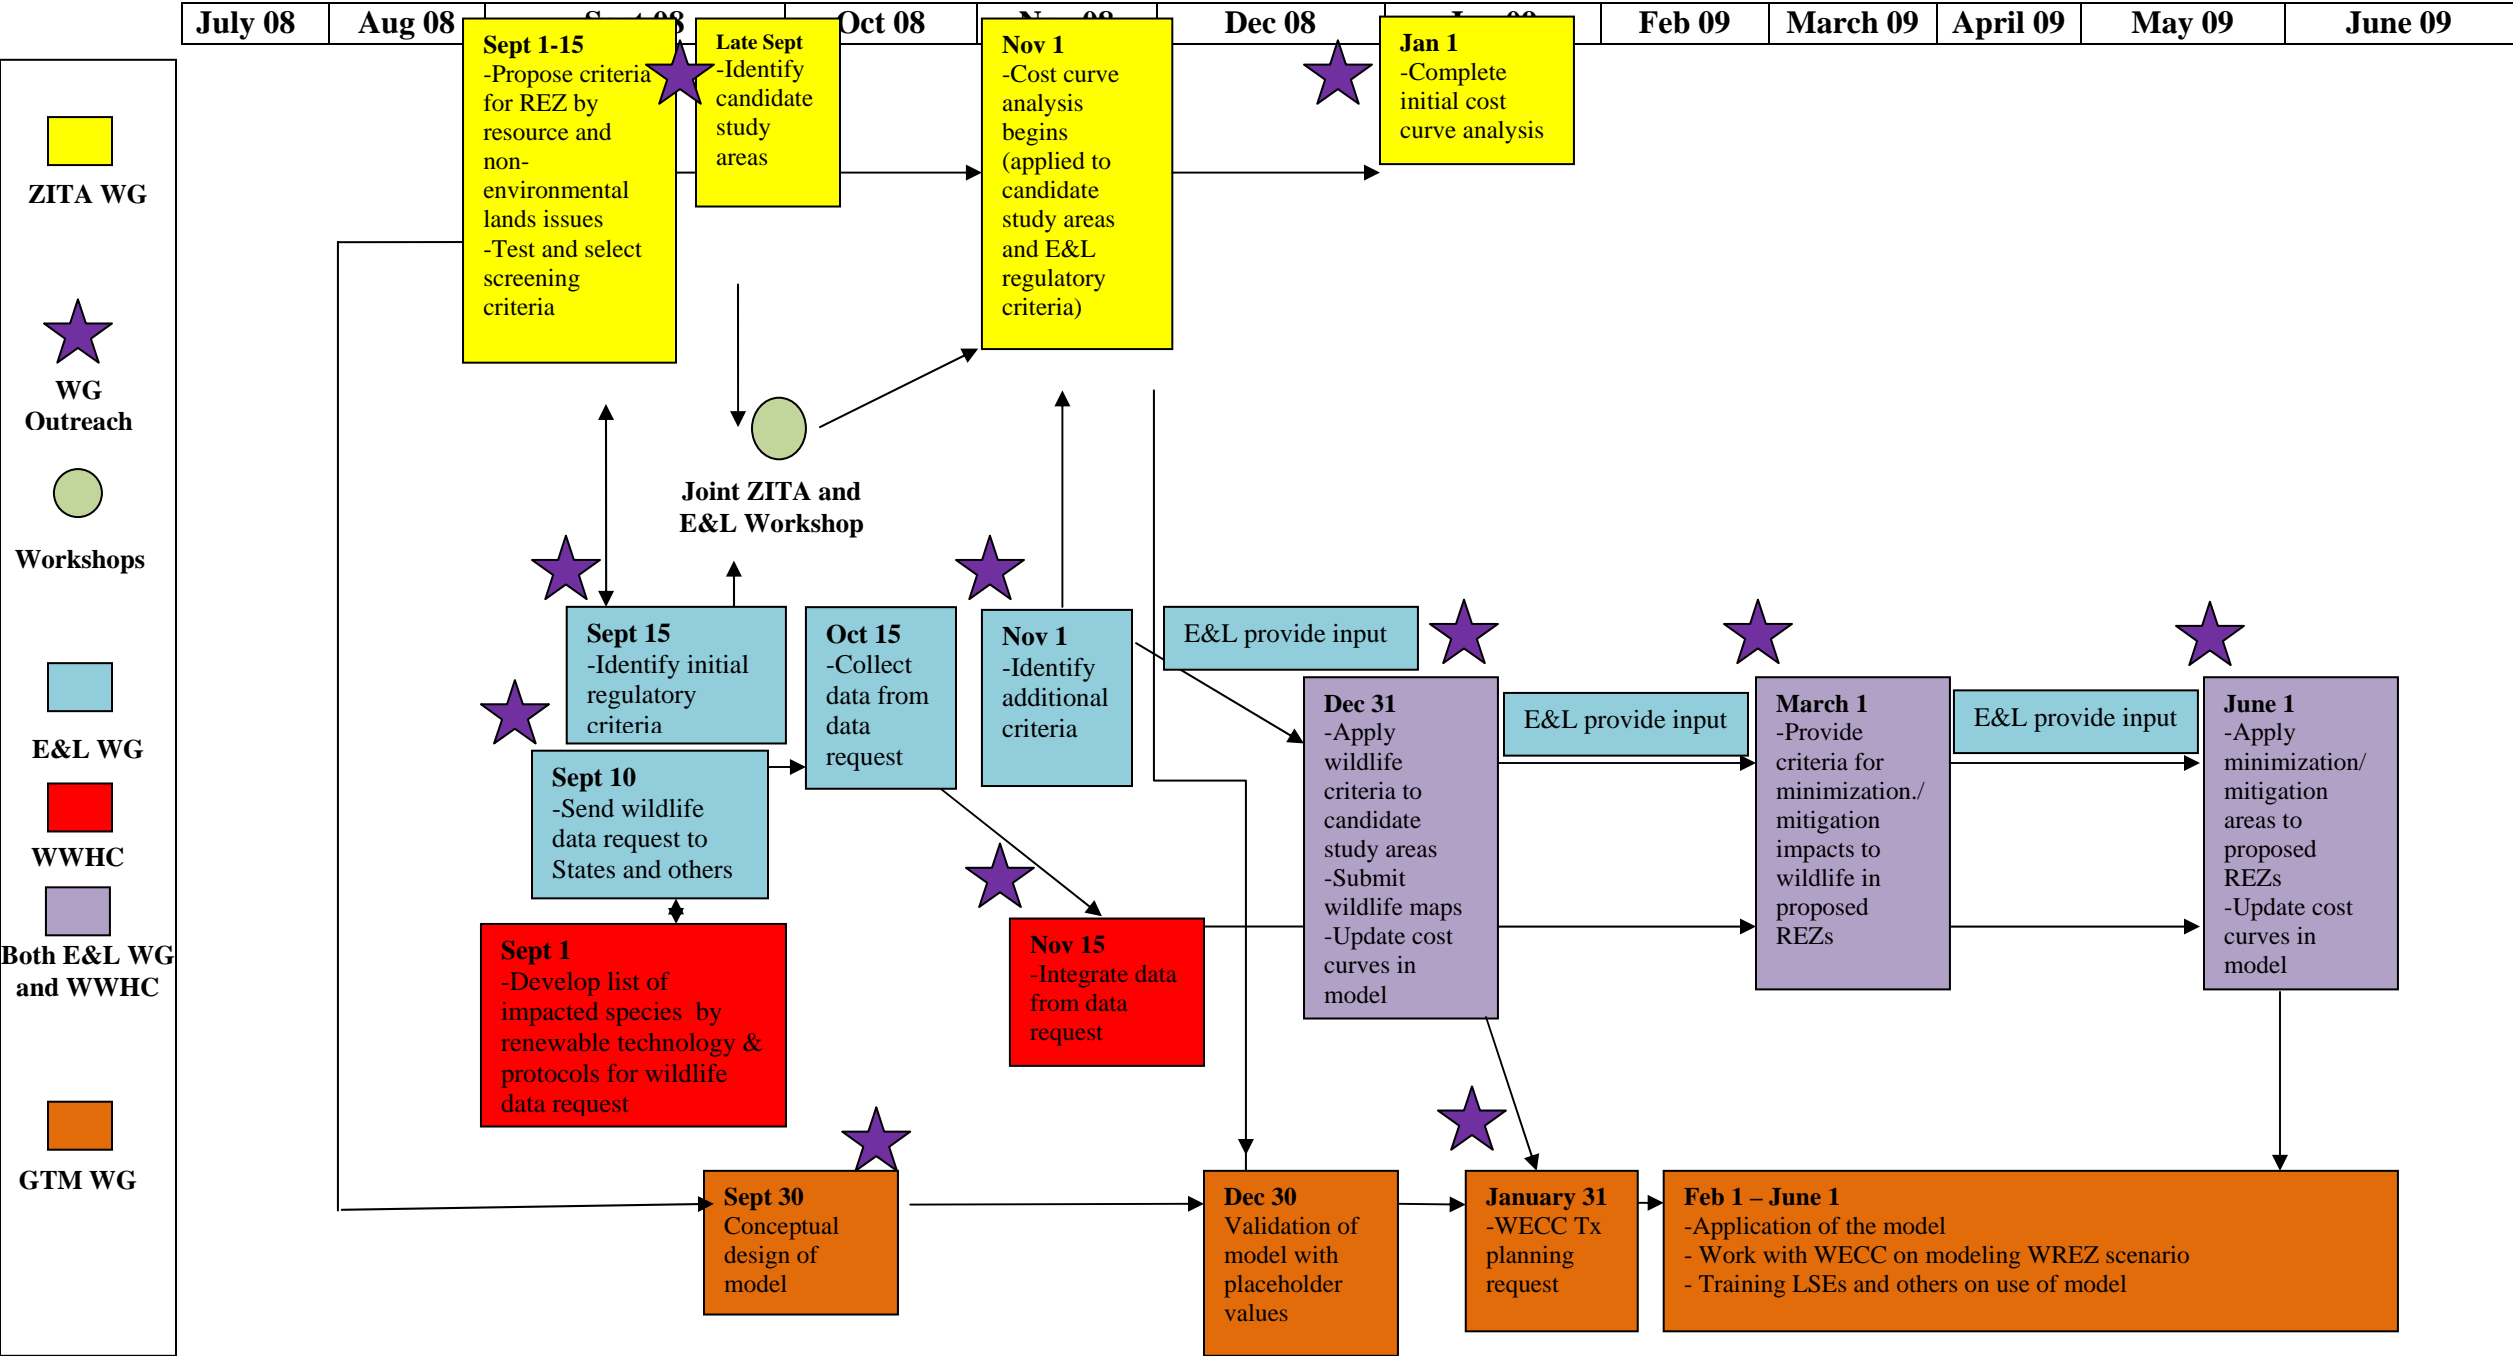 July 08
Aug 08
Sept 08
Oct 08
Nov 08
Dec 08
Feb 09
March 09
April 09
May 09
June 09
ZITA WG
WG
Outreach
Workshops
E&L WG
WWHC
Both E&L WG
and WWHC
GTM WG
Sept 1-15
-Propose criteria
for REZ by
resource and
non-
environmental
lands issues
-Test and select
screening
criteria
Late Sept
-Identify
candidate
study
areas
Nov 1
-Cost curve
analysis
begins
(applied to
candidate
study areas
and E&L
regulatory
criteria)
Jan 1
-Complete
initial cost
curve analysis
Joint ZITA and
E&L Workshop
Sept 15
-Identify initial
regulatory
criteria
Oct 15
-Collect
data from
data
request
Nov 1
-Identify
additional
criteria
E&L provide input
Sept 10
-Send wildlife
data request to
States and others
Dec 31
-Apply
wildlife
criteria to
candidate
study areas
-Submit
wildlife maps
-Update cost
curves in
model
E&L provide input
March 1
-Provide
criteria for
minimization./
mitigation
impacts to
wildlife in
proposed
REZs
E&L provide input
June 1
-Apply
minimization/
mitigation
areas to
proposed
REZs
-Update cost
curves in
model
Sept 1
-Develop list of
impacted species by
renewable technology &
protocols for wildlife
data request
Nov 15
-Integrate data
from data
request
Sept 30
Conceptual
design of
model
Dec 30
Validation of
model with
placeholder
values
January 31
-WECC Tx
planning
request
Feb 1 – June 1
-Application of the model
- Work with WECC on modeling WREZ scenario
- Training LSEs and others on use of model